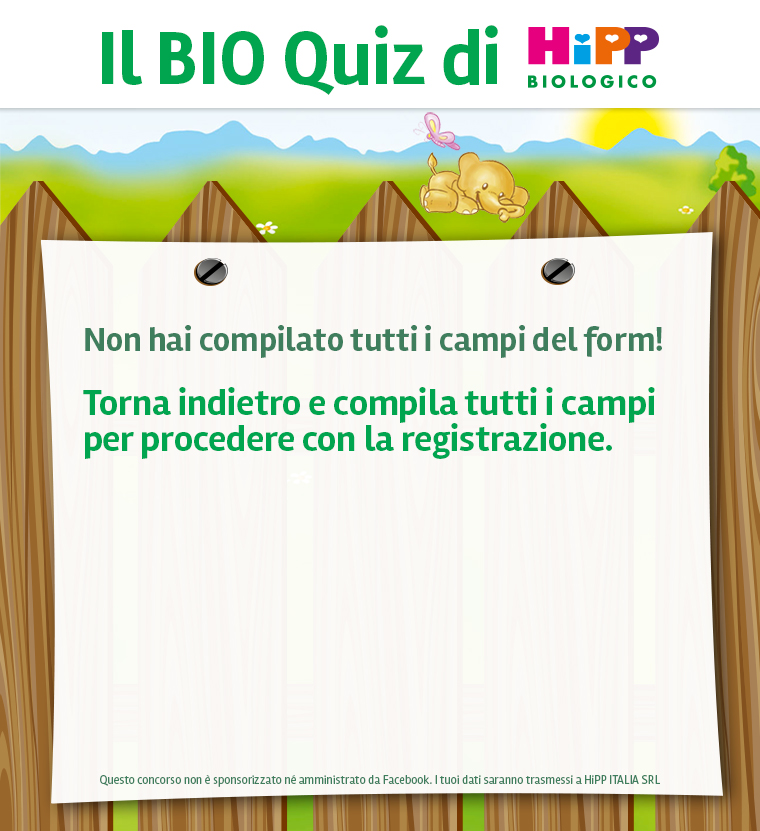 Il BIO Quiz di HiPP
BIOLOGICO
Non hai compilato tutti i campi del form!
Torna indietro e compila tutti i campi
per procedere con la registrazione.
Questo concorso non è sponsorizzato né amministrato da Facebook. I tuoi dati saranno trasmessi a HiPP ITALIA SRL